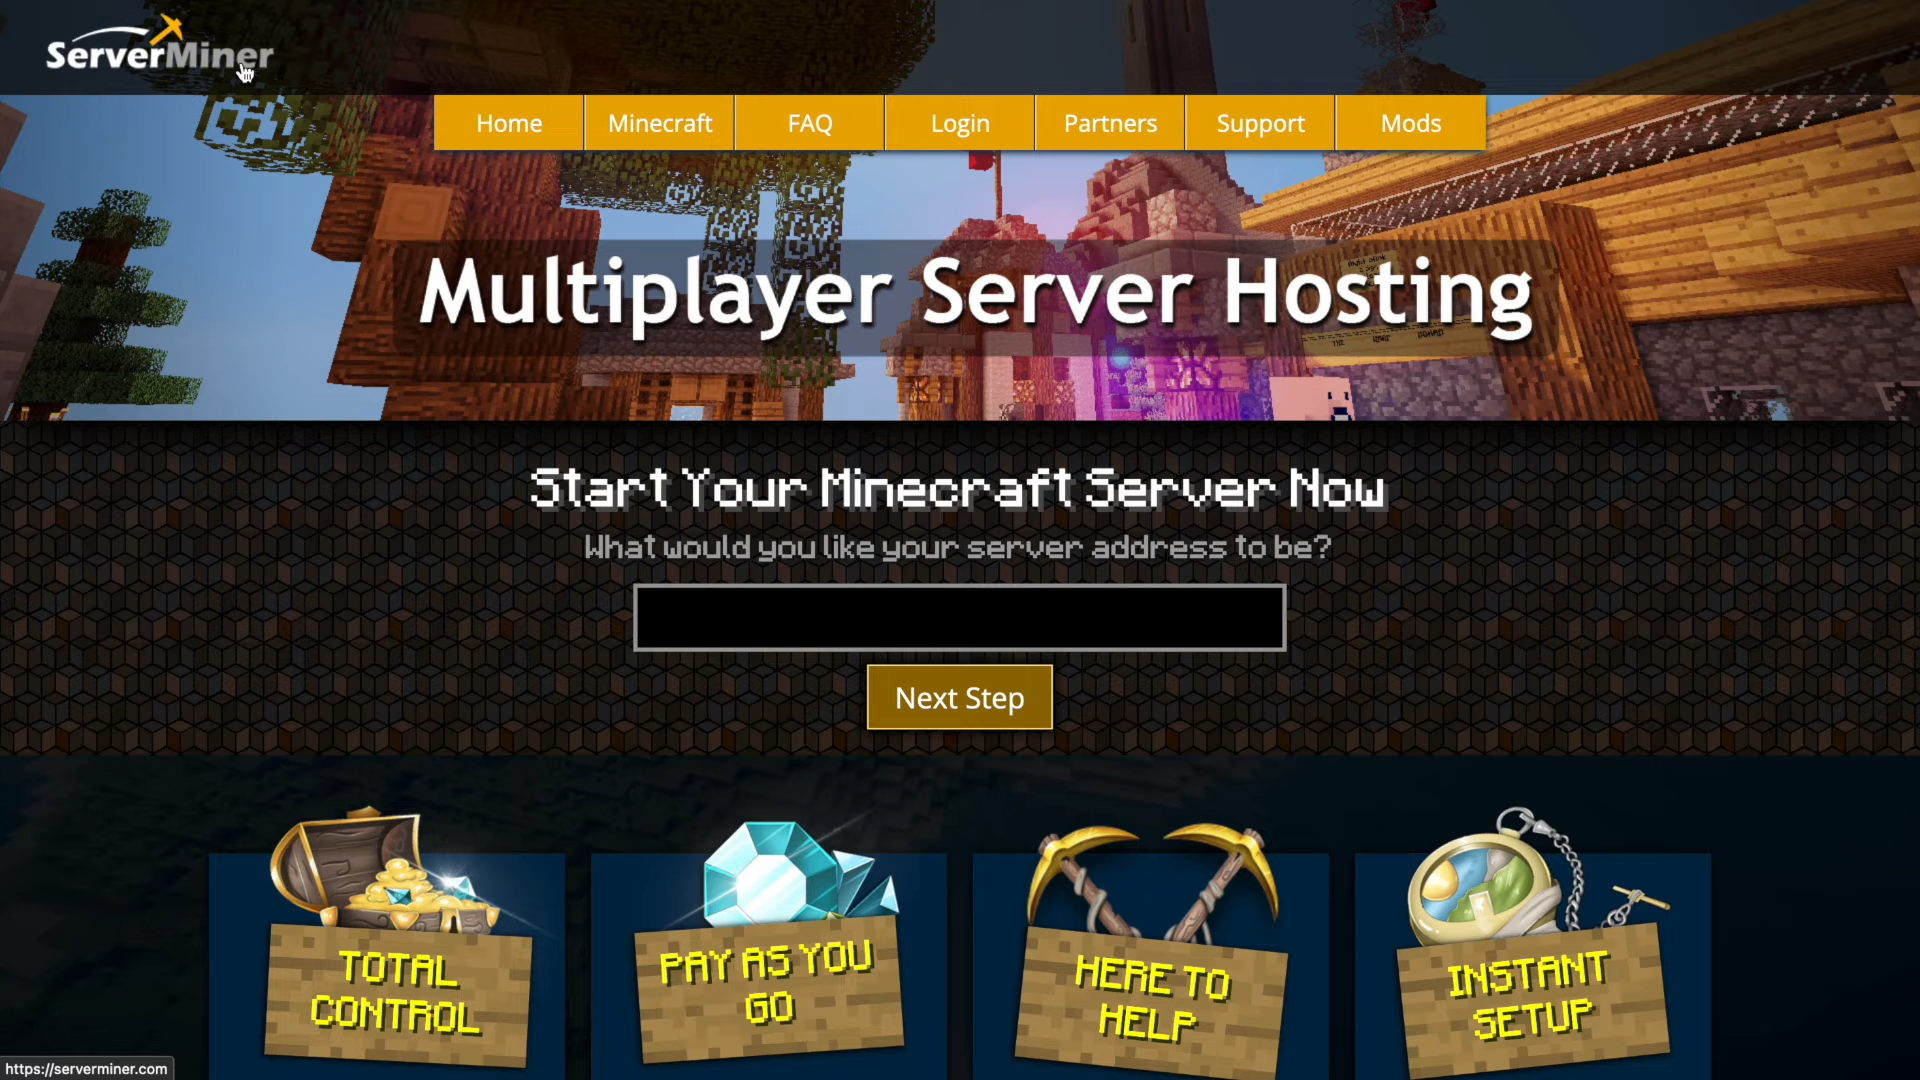 ServerMiner
Home
Minecraft
FAQ
Login
Partners
Support
Mods
Multiplayer Server Hosting
Start Your Minecraft Server Now
What would you like your server address to be?
Next Step
TOTAL
CONTROL
PAY AS YOU
GO
HERE TO
HELP
INSTANT
SETUP
https://serverminer.com